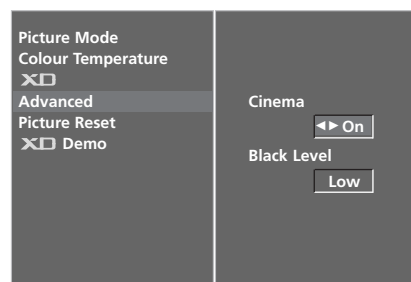 Picture Mode
Colour Temperature
XD
Advanced
Picture Reset
XD Demo
Cinema
◄► On
Black Level
Low